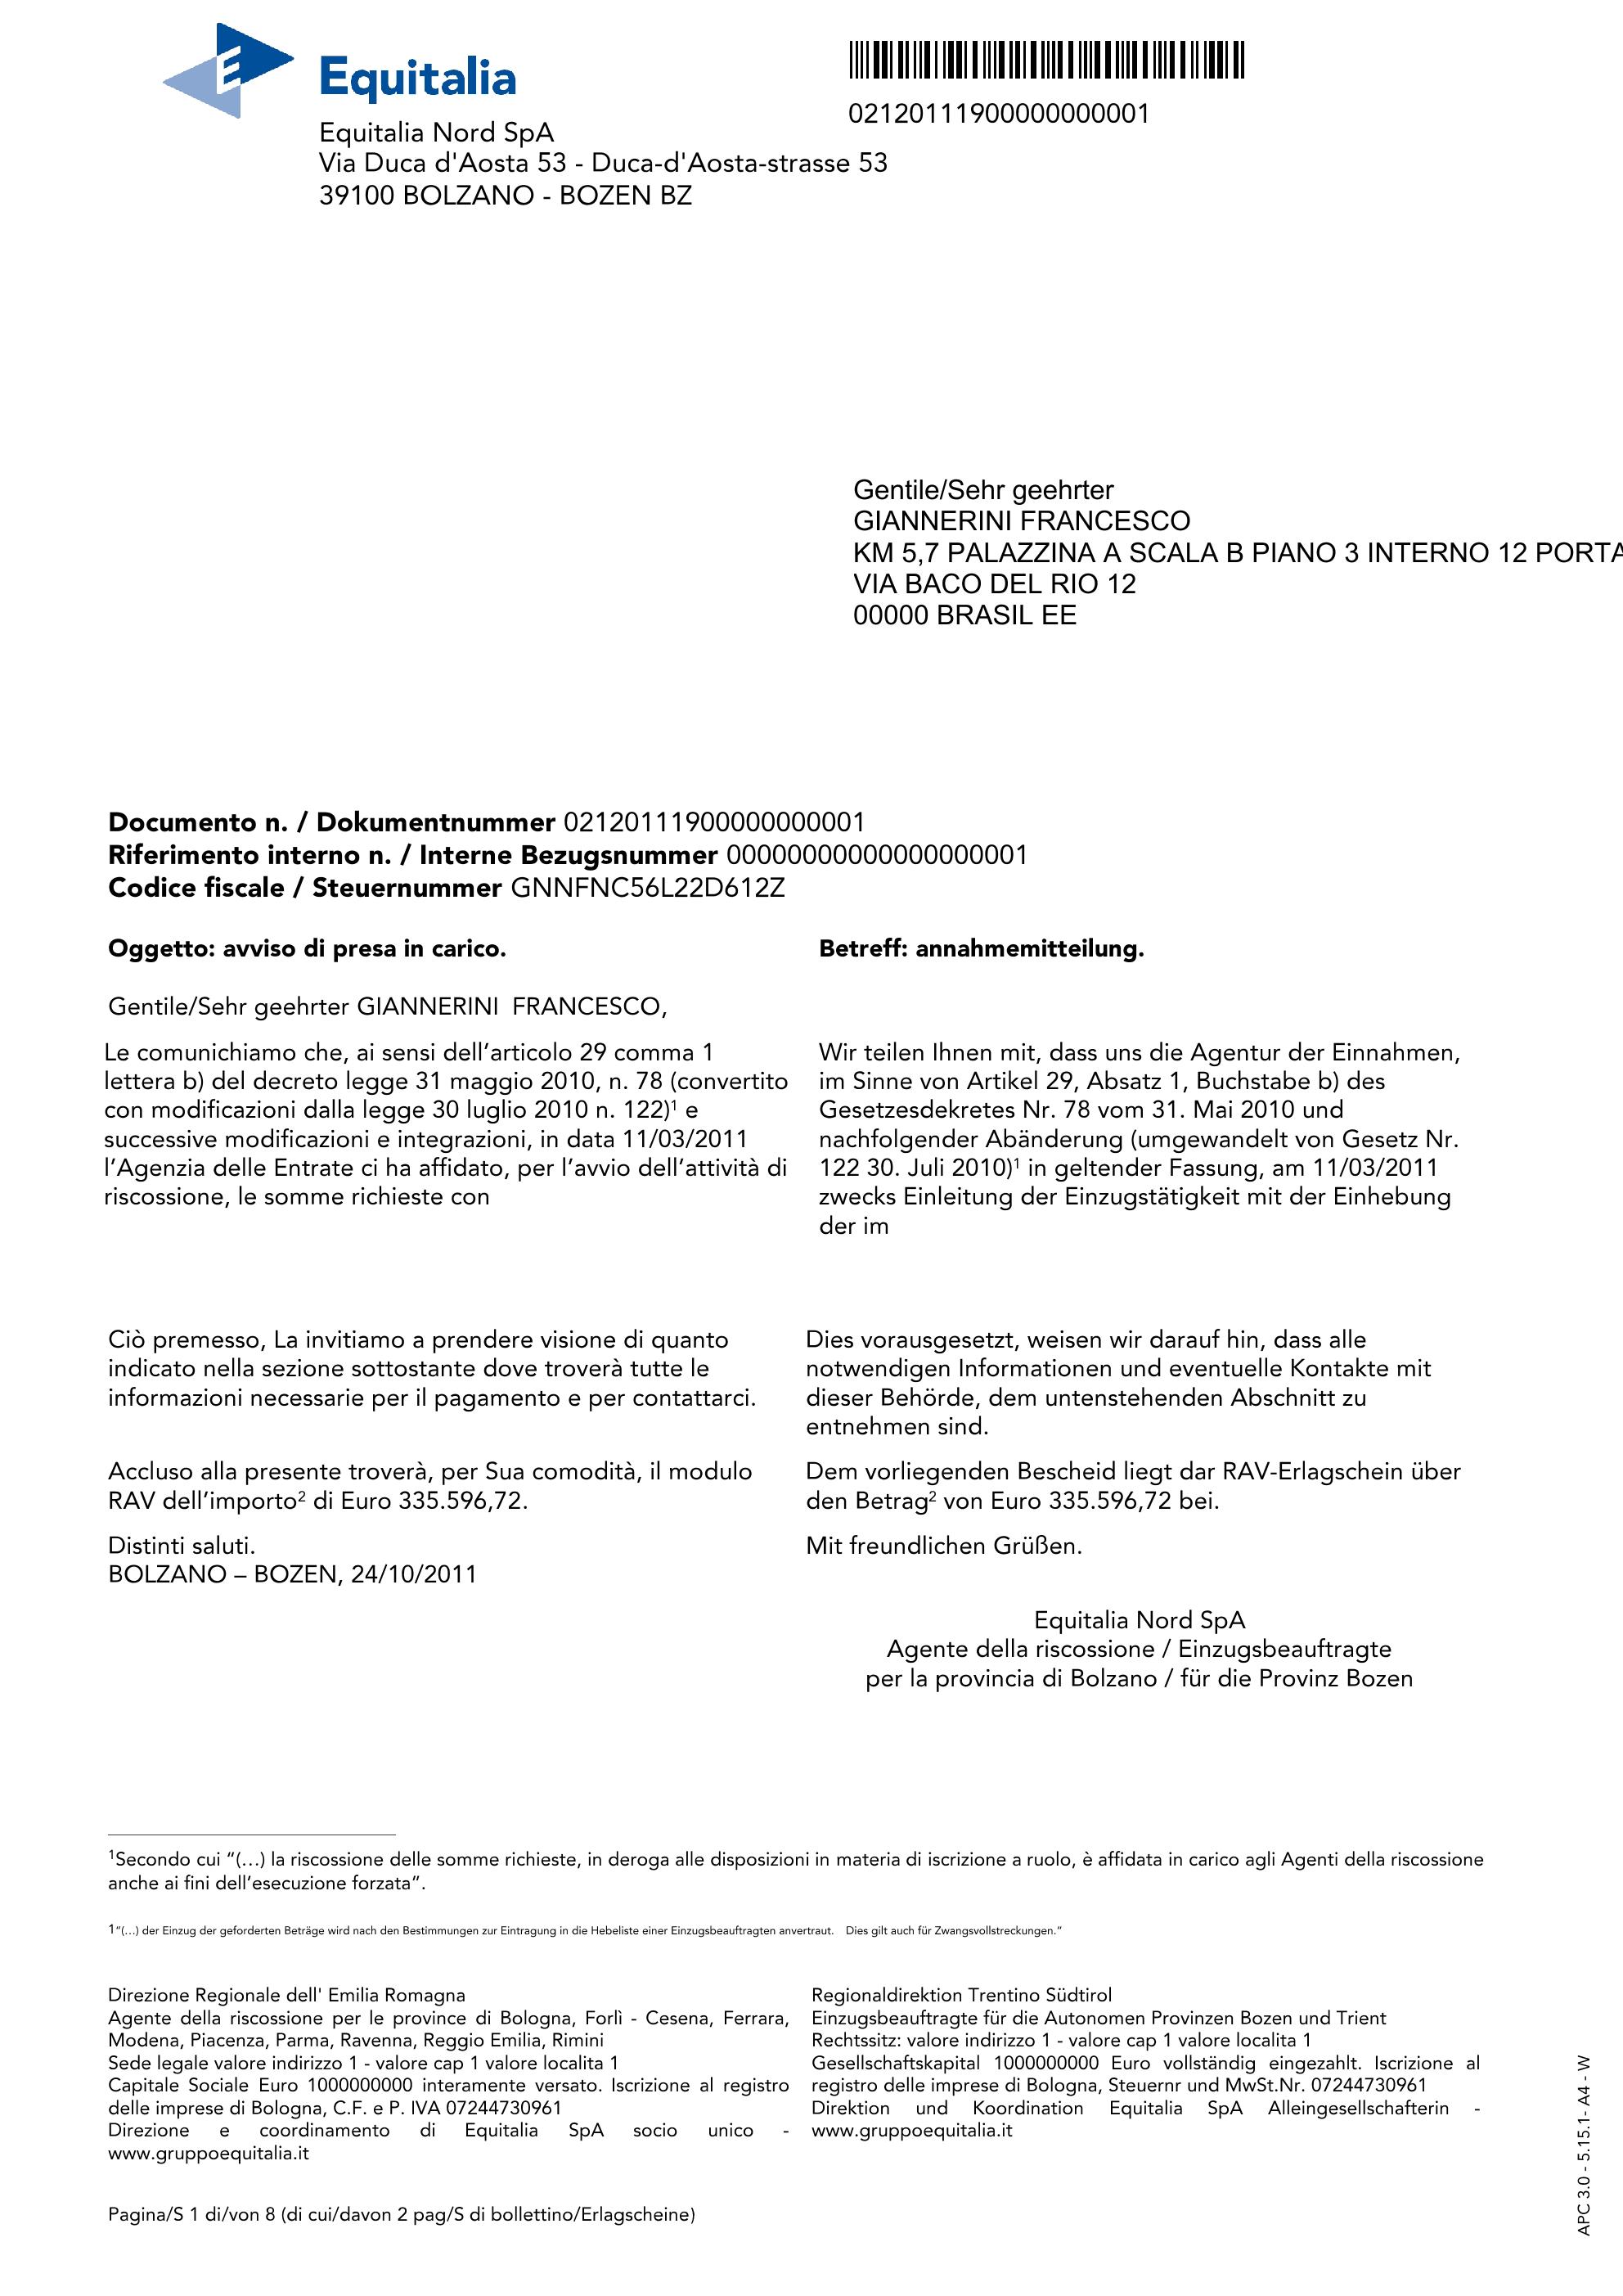 Equitalia
Equitalia Nord SpA
Via Duca d'Aosta 53 - Duca-d'Aosta-strasse 53
39100 BOLZANO - BOZEN BZ
02120111900000000001
Gentile/Sehr geehrter
GIANNERINI FRANCESCO
KM 5,7 PALAZZINA A SCALA B PIANO 3 INTERNO 12 PORTA
VIA BACO DEL RIO 12
00000 BRASIL EE
Documento n. / Dokumentnummer 02120111900000000001
Riferimento interno n. / Interne Bezugsnummer 00000000000000000001
Codice fiscale / Steuernummer GNNFNC56L22D612Z
Oggetto: avviso di presa in carico.
Gentile/Sehr geehrter GIANNERINI  FRANCESCO,
Le comunichiamo che, ai sensi dell’articolo 29 comma 1
lettera b) del decreto legge 31 maggio 2010, n. 78 (convertito
con modificazioni dalla legge 30 luglio 2010 n. 122)¹ e
successive modificazioni e integrazioni, in data 11/03/2011
l’Agenzia delle Entrate ci ha affidato, per l’avvio dell’attività di
riscossione, le somme richieste con
Betreff: annahmemitteilung.
Wir teilen Ihnen mit, dass uns die Agentur der Einnahmen,
im Sinne von Artikel 29, Absatz 1, Buchstabe b) des
Gesetzesdekretes Nr. 78 vom 31. Mai 2010 und
nachfolgender Abänderung (umgewandelt von Gesetz Nr.
122 30. Juli 2010)¹ in geltender Fassung, am 11/03/2011
zwecks Einleitung der Einzugstätigkeit mit der Einhebung
der im
Ciò premesso, La invitiamo a prendere visione di quanto
indicato nella sezione sottostante dove troverà tutte le
informazioni necessarie per il pagamento e per contattarci.
Accluso alla presente troverà, per Sua comodità, il modulo
RAV dell’importo² di Euro 335.596,72.
Distinti saluti.
BOLZANO – BOZEN, 24/10/2011
Dies vorausgesetzt, weisen wir darauf hin, dass alle
notwendigen Informationen und eventuelle Kontakte mit
dieser Behörde, dem untenstehenden Abschnitt zu
entnehmen sind.
Dem vorliegenden Bescheid liegt dar RAV-Erlagschein über
den Betrag² von Euro 335.596,72 bei.
Mit freundlichen Grüßen.
Equitalia Nord SpA
Agente della riscossione / Einzugsbeauftragte
per la provincia di Bolzano / für die Provinz Bozen
¹Secondo cui “(…) la riscossione delle somme richieste, in deroga alle disposizioni in materia di iscrizione a ruolo, è affidata in carico agli Agenti della riscossione
anche ai fini dell’esecuzione forzata”.
1“(…) der Einzug der geforderten Beträge wird nach den Bestimmungen zur Eintragung in die Hebeliste einer Einzugsbeauftragten anvertraut.   Dies gilt auch für Zwangsvollstreckungen.”
Direzione Regionale dell' Emilia Romagna
Agente della riscossione per le province di Bologna, Forlì - Cesena, Ferrara,
Modena, Piacenza, Parma, Ravenna, Reggio Emilia, Rimini
Sede legale valore indirizzo 1 - valore cap 1 valore localita 1
Capitale Sociale Euro 1000000000 interamente versato. Iscrizione al registro
delle imprese di Bologna, C.F. e P. IVA 07244730961
Direzione e coordinamento di Equitalia SpA socio unico -
www.gruppoequitalia.it
Regionaldirektion Trentino Südtirol
Einzugsbeauftragte für die Autonomen Provinzen Bozen und Trient
Rechtssitz: valore indirizzo 1 - valore cap 1 valore localita 1
Gesellschaftskapital 1000000000 Euro vollständig eingezahlt. Iscrizione al
registro delle imprese di Bologna, Steuernr und MwSt.Nr. 07244730961
Direktion und Koordination Equitalia SpA Alleingesellschafterin -
www.gruppoequitalia.it
Pagina/S 1 di/von 8 (di cui/davon 2 pag/S di bollettino/Erlagscheine)
APC 3.0 - 5.15.1- A4 - W